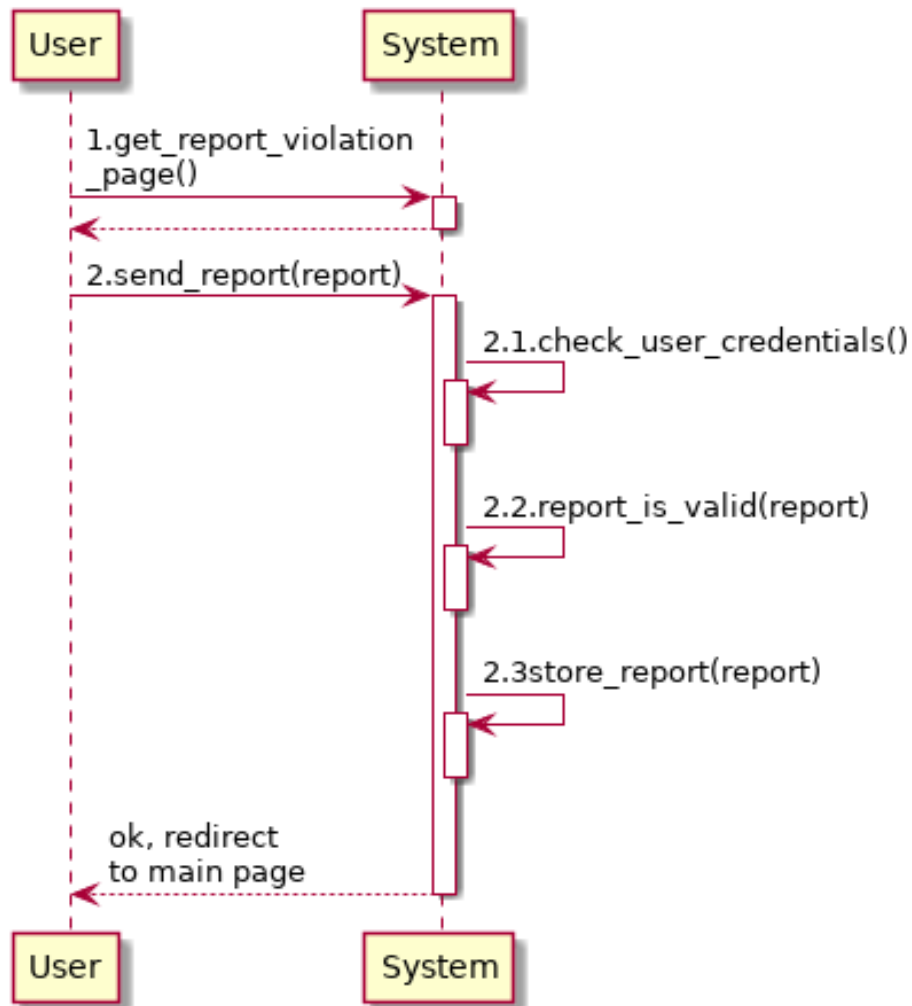 User
System
1.get_report_violation
_page()
2.send_report(report)
2.1.check_user_credentials()
2.2.report_is_valid(report)
2.3store_report(report)
ok, redirect
to main page
User
System